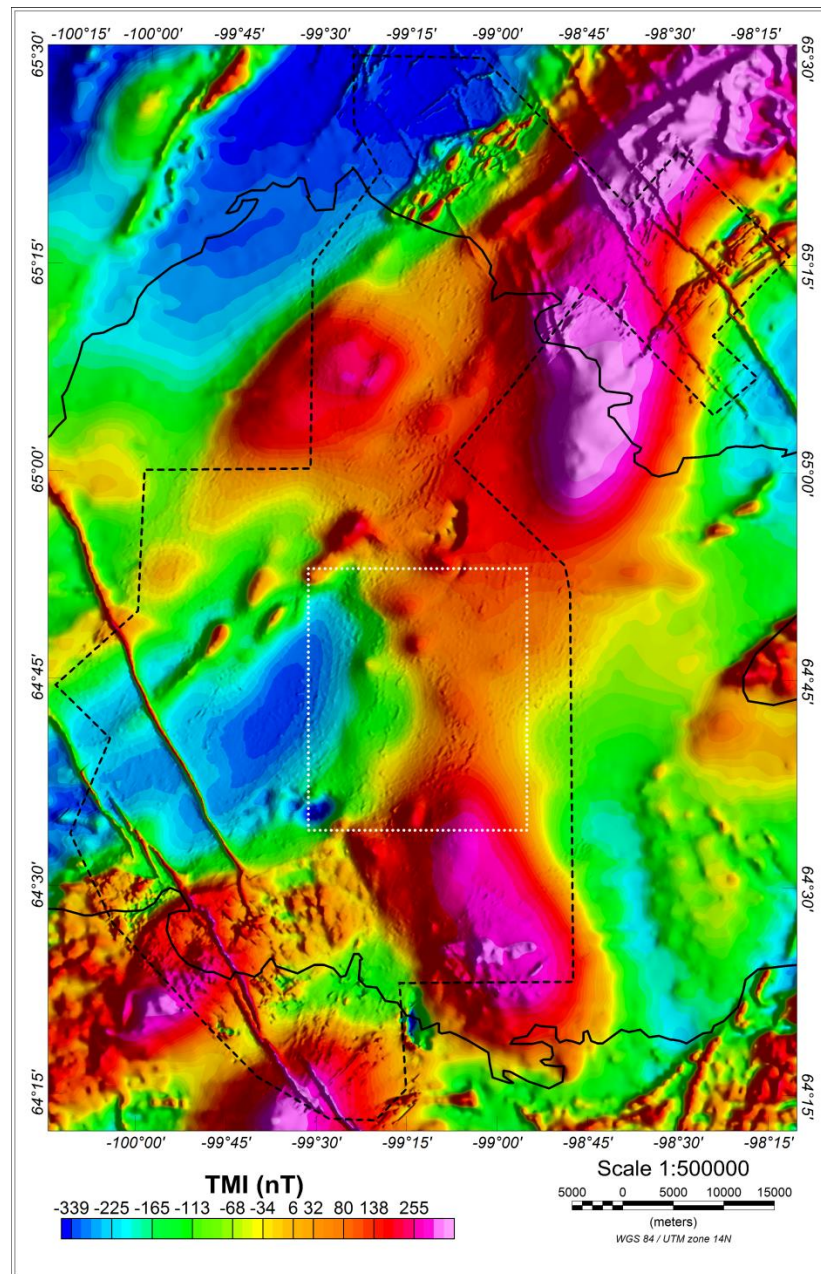 -100°15' -100°00' -99°45' -99°30' -99°15' -99°00' -98°45' -98°30' -98°15'
65°30' 65°30'
65°15' 65°15'
65°00' 65°00'
64°45' 64°45'
64°30' 64°30'
64°15' 64°15'
-100°00' -99°45' -99°30' -99°15' -99°00' -98°45' -98°30' -98°15'
TMI (nT)
-339 -225 -165 -113 -68 -34 6 32 80 138 255
Scale 1:500000
5000 0 5000 10000 15000
(meters)
WGS 84 / UTM zone 14N